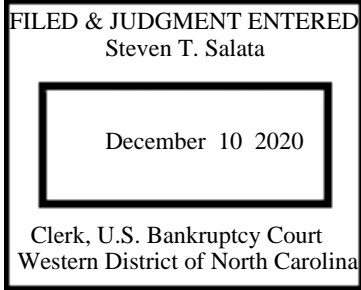 FILED & JUDGMENT ENTERED
Steven T. Salata
December 10 2020
Clerk, U.S. Bankruptcy Court
Western District of North Carolina